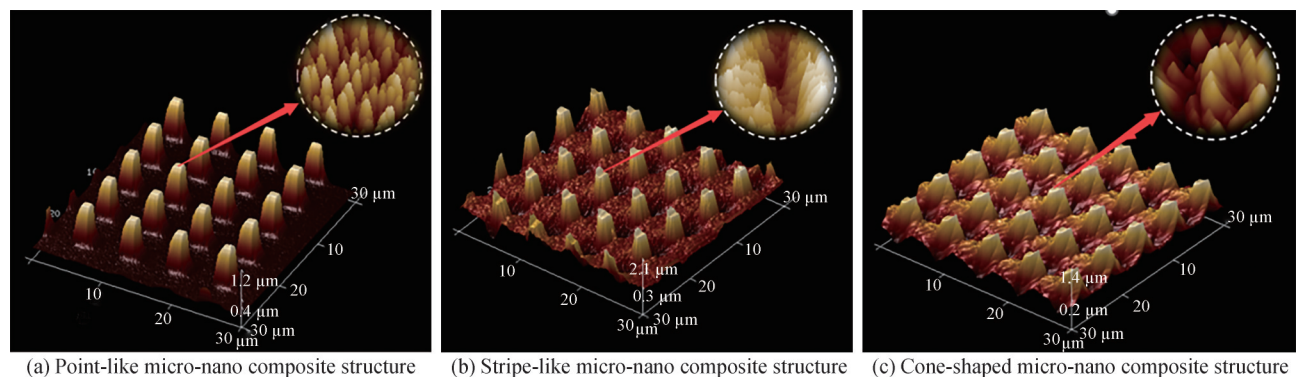 30 µm
10
20
1.2 µm
0.4 µm
10
20
30 µm
30 µm
30 µm
10
20
2.1 µm
0.3 µm
10
20
30 µm
30 µm
30 µm
10
20
1.4 µm
0.2 µm
10
20
30 µm
30 µm
(a) Point-like micro-nano composite structure
(b) Stripe-like micro-nano composite structure
(c) Cone-shaped micro-nano composite structure